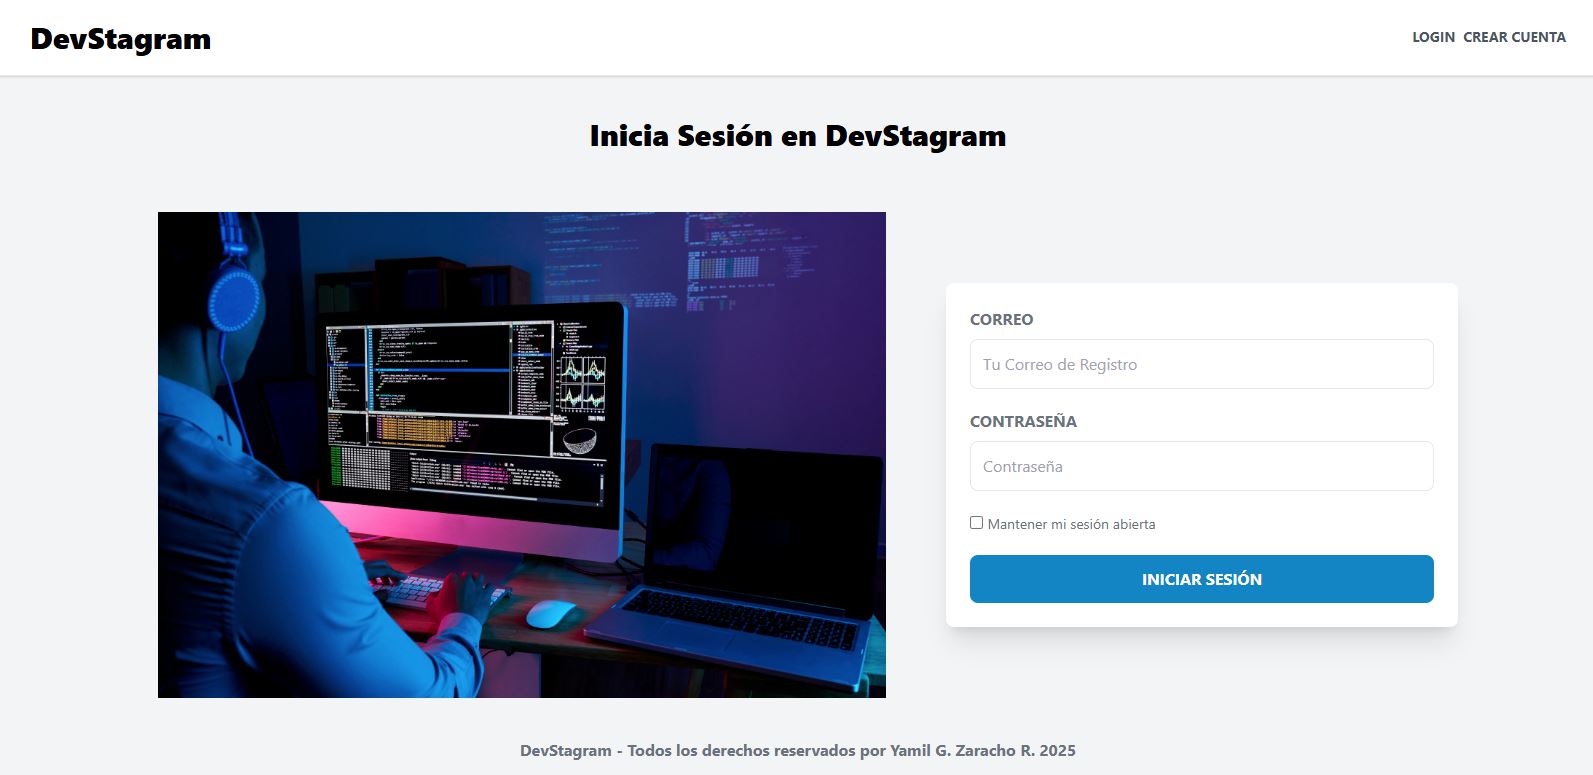 DevStagram
LOGIN CREAR CUENTA
Inicia Sesión en DevStagram
CORREO
Tu Correo de Registro
CONTRASEÑA
Contraseña
Mantener mi sesión abierta
INICIAR SESIÓN
DevStagram - Todos los derechos reservados por Yamil G. Zaracho R. 2025